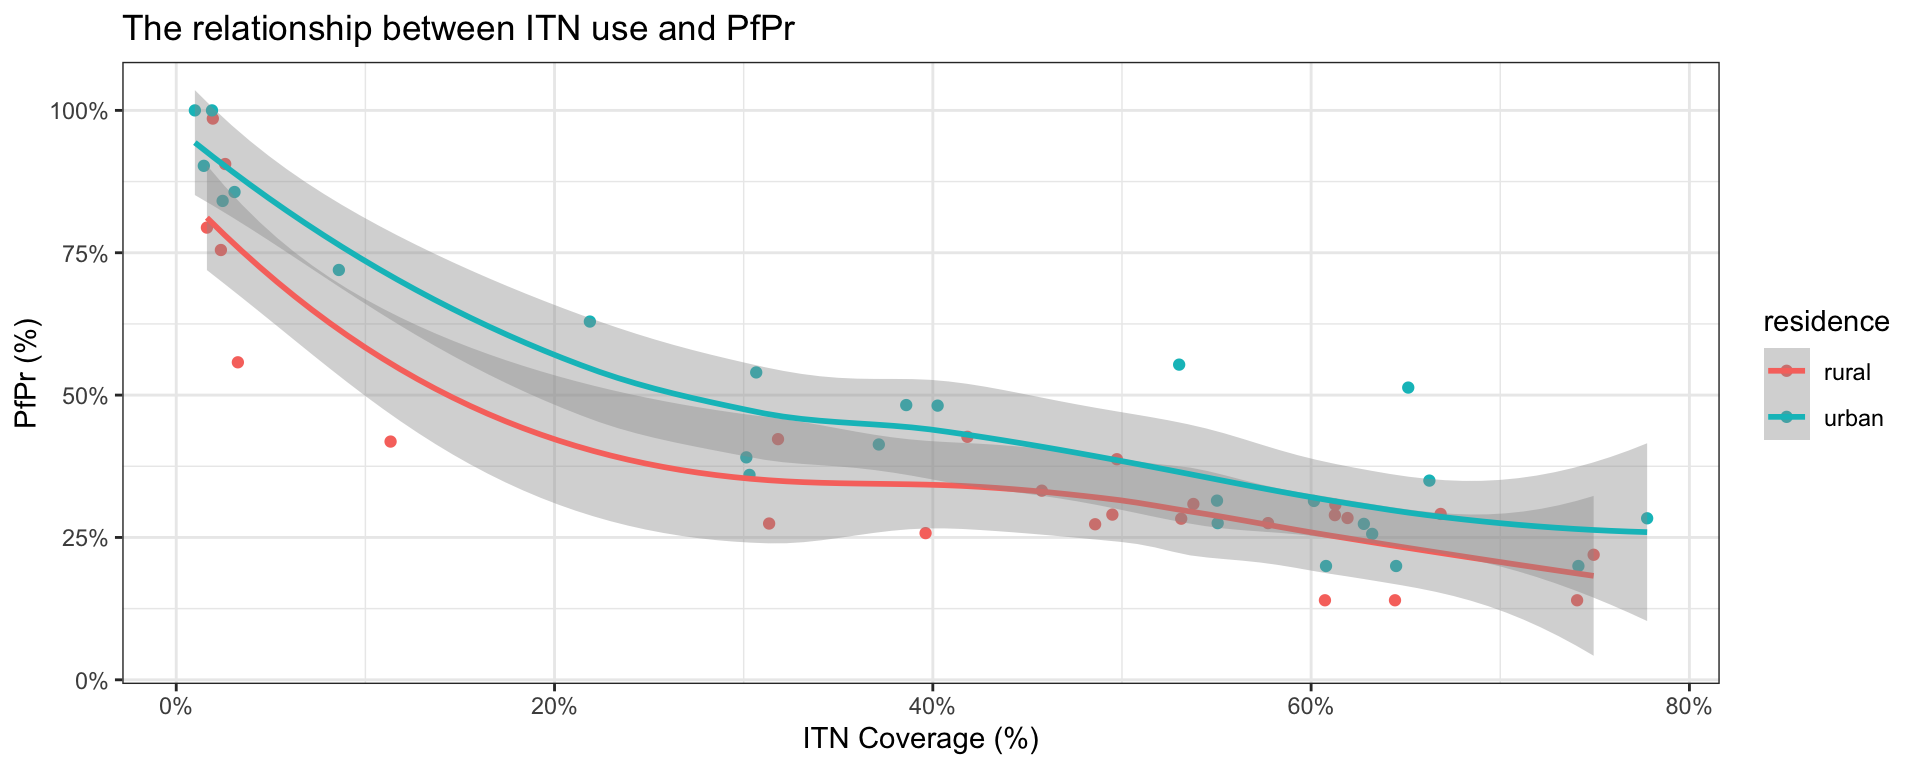 The relationship between ITN use and PfPr
100%
75%
50%
25%
0%
PfPr (%)
0% 20% 40% 60% 80%
ITN Coverage (%)
residence
rural
urban